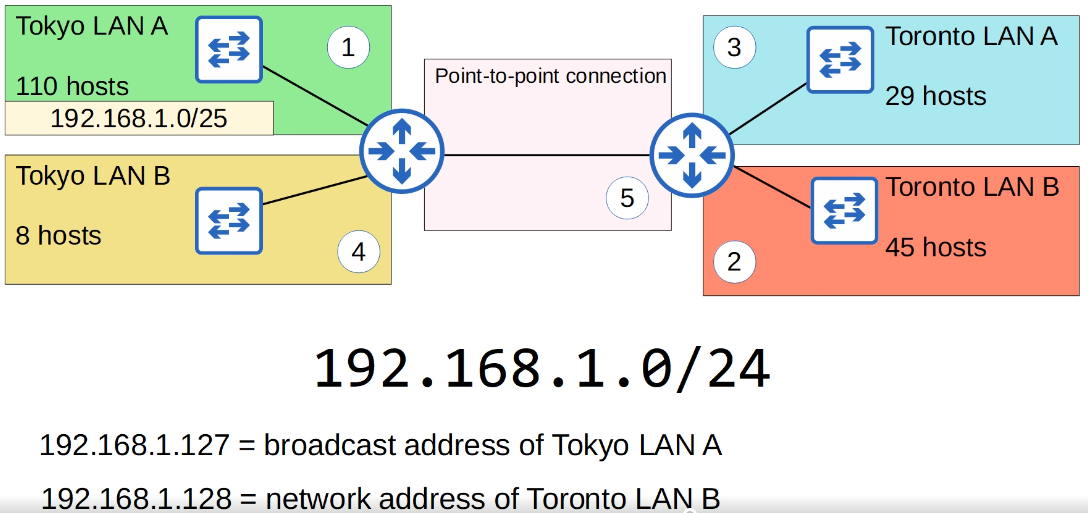 Tokyo LAN A
1
110 hosts
192.168.1.0/25
Tokyo LAN B
8 hosts
4
Point-to-point connection
5
3
Toronto LAN A
29 hosts
Toronto LAN B
45 hosts
2
192.168.1.0/24
192.168.1.127 = broadcast address of Tokyo LAN A
192.168.1.128 = network address of Toronto LAN B